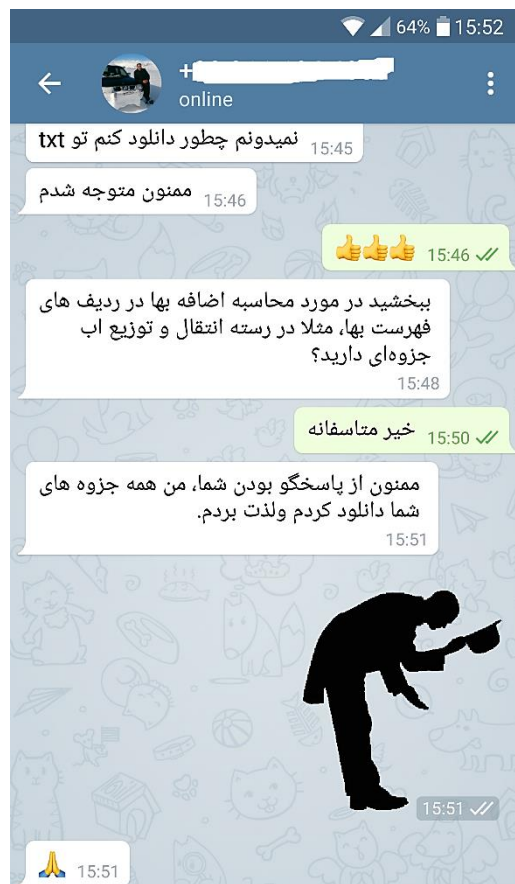 64% 15:52
+
online
نمیدونم چطور دانلود کنم تو txt
15:45
ممنون متوجه شدم
15:46
👍👍👍 15:46
ببخشید در مورد محاسبه اضافه بها در ردیف های
فهرست بها، مثلا در رسته انتقال و توزیع اب
جزوه‌ای دارید؟
15:48
خیر متاسفانه
15:50
ممنون از پاسخگو بودن شما، من همه جزوه های
شما دانلود کردم ولذت بردم.
15:51
15:51
🙏 15:51